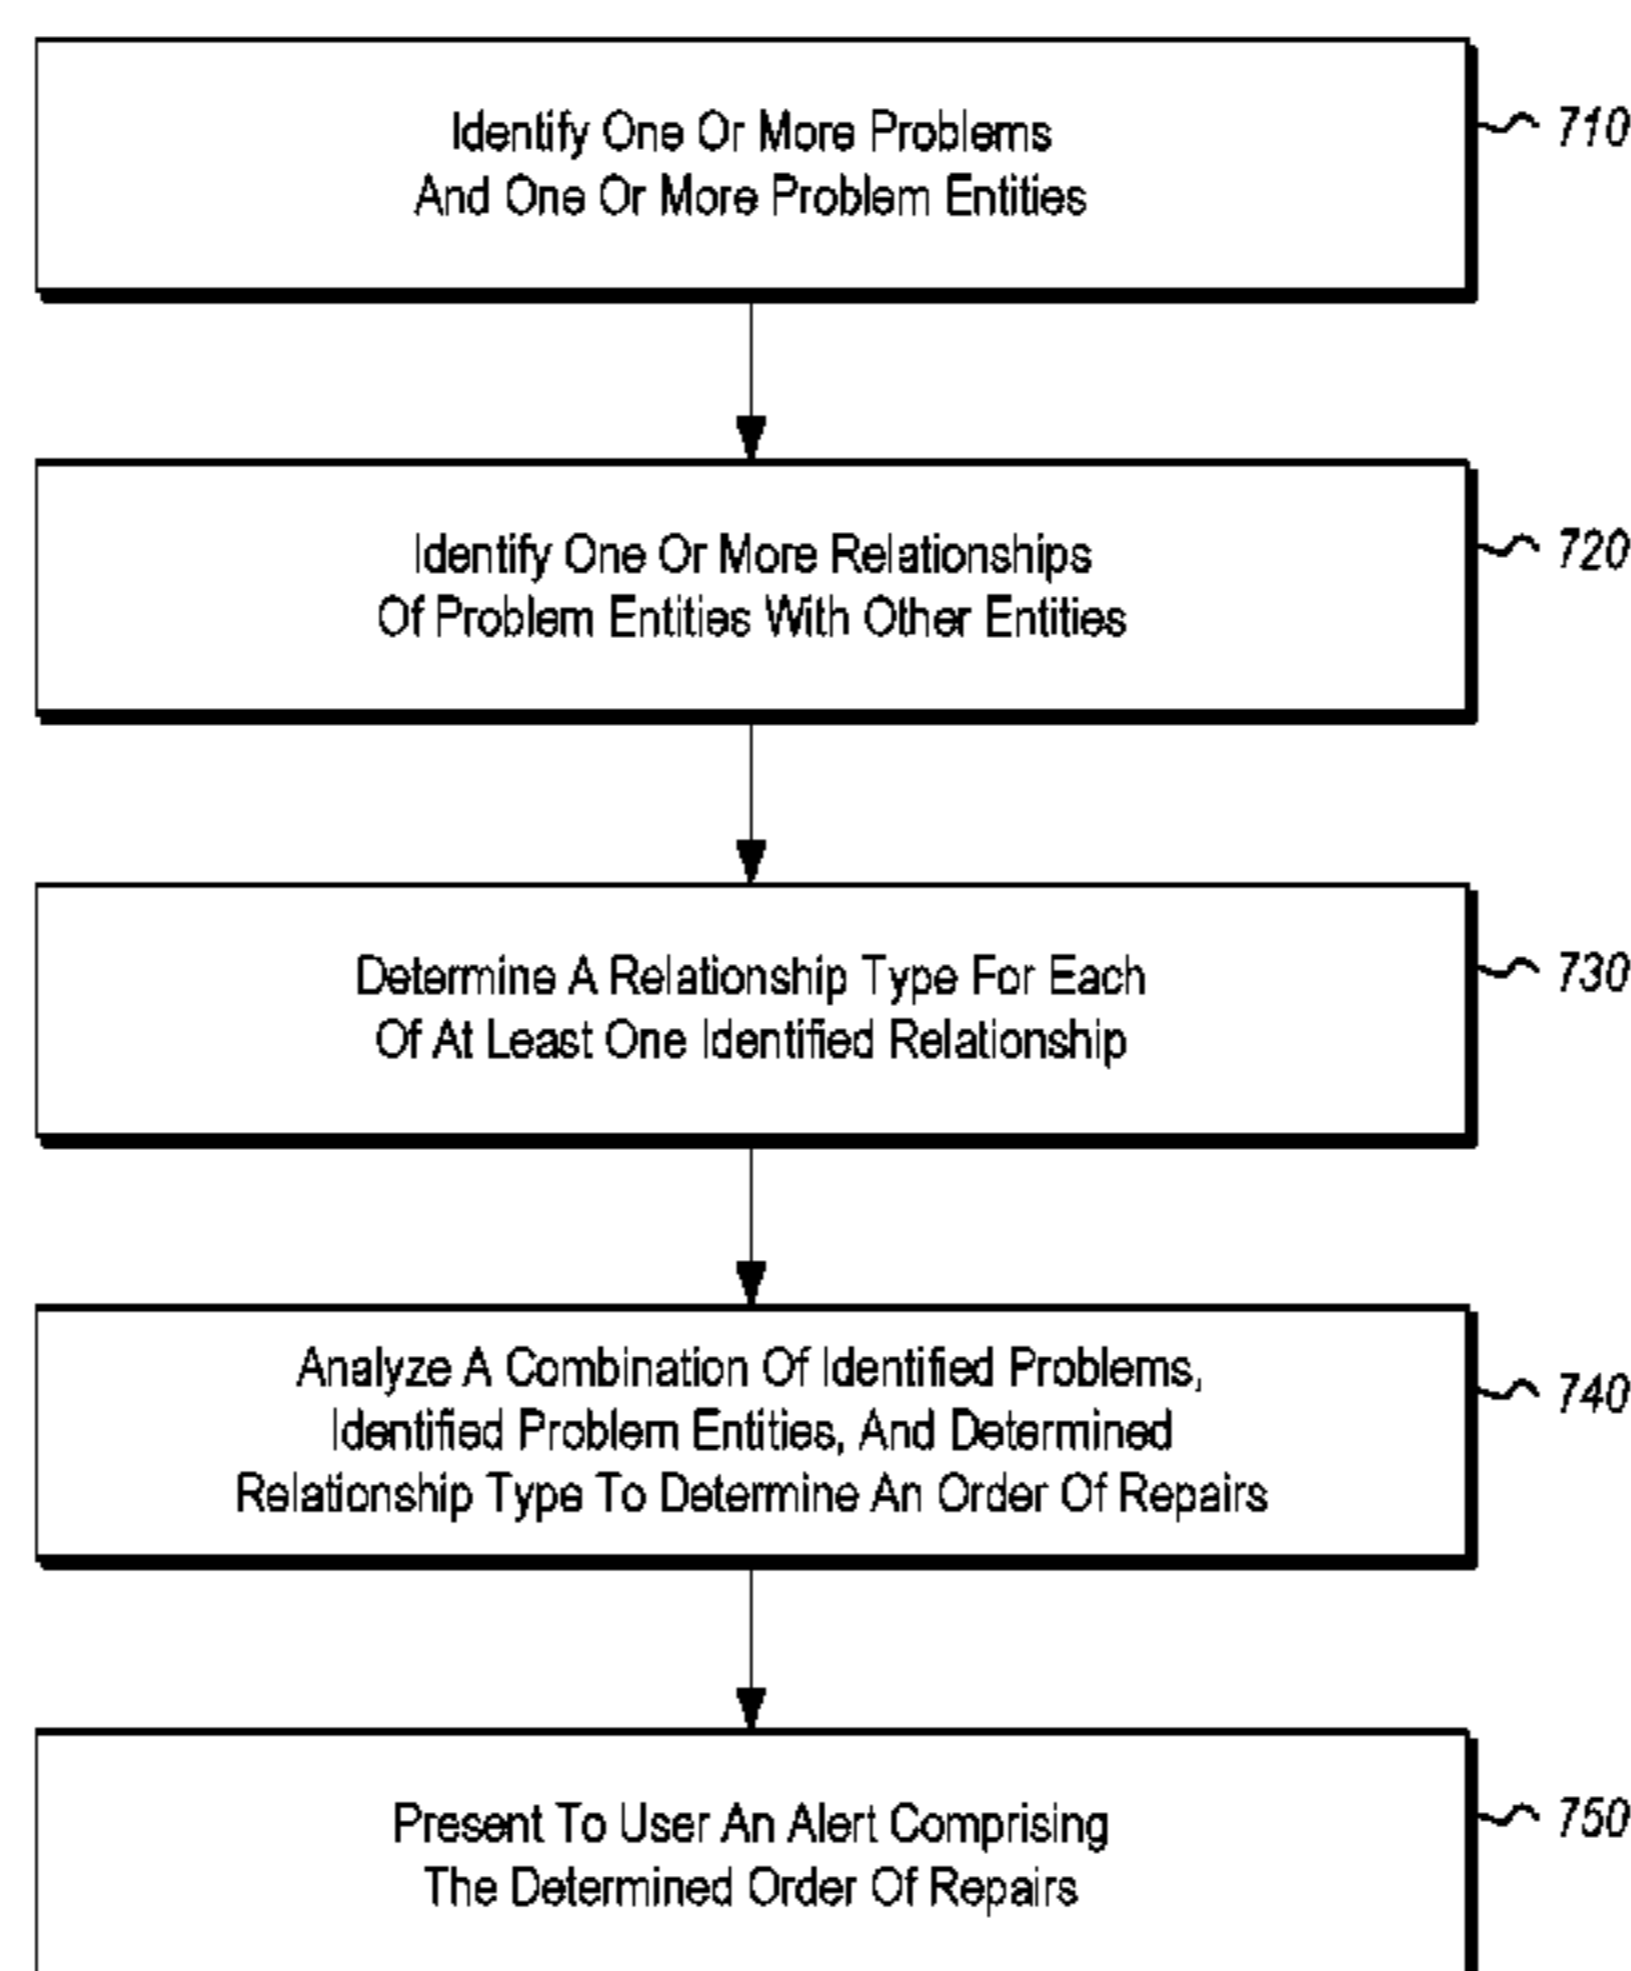 Identify One Or More Problems
And One Or More Problem Entities
710
Identify One Or More Relationships
Of Problem Entities With Other Entities
720
Determine A Relationship Type For Each
Of At Least One Identified Relationship
730
Analyze A Combination Of Identified Problems,
Identified Problem Entities, And Determined
Relationship Type To Determine An Order Of Repairs
740
Present To User An Alert Comprising
The Determined Order Of Repairs
750